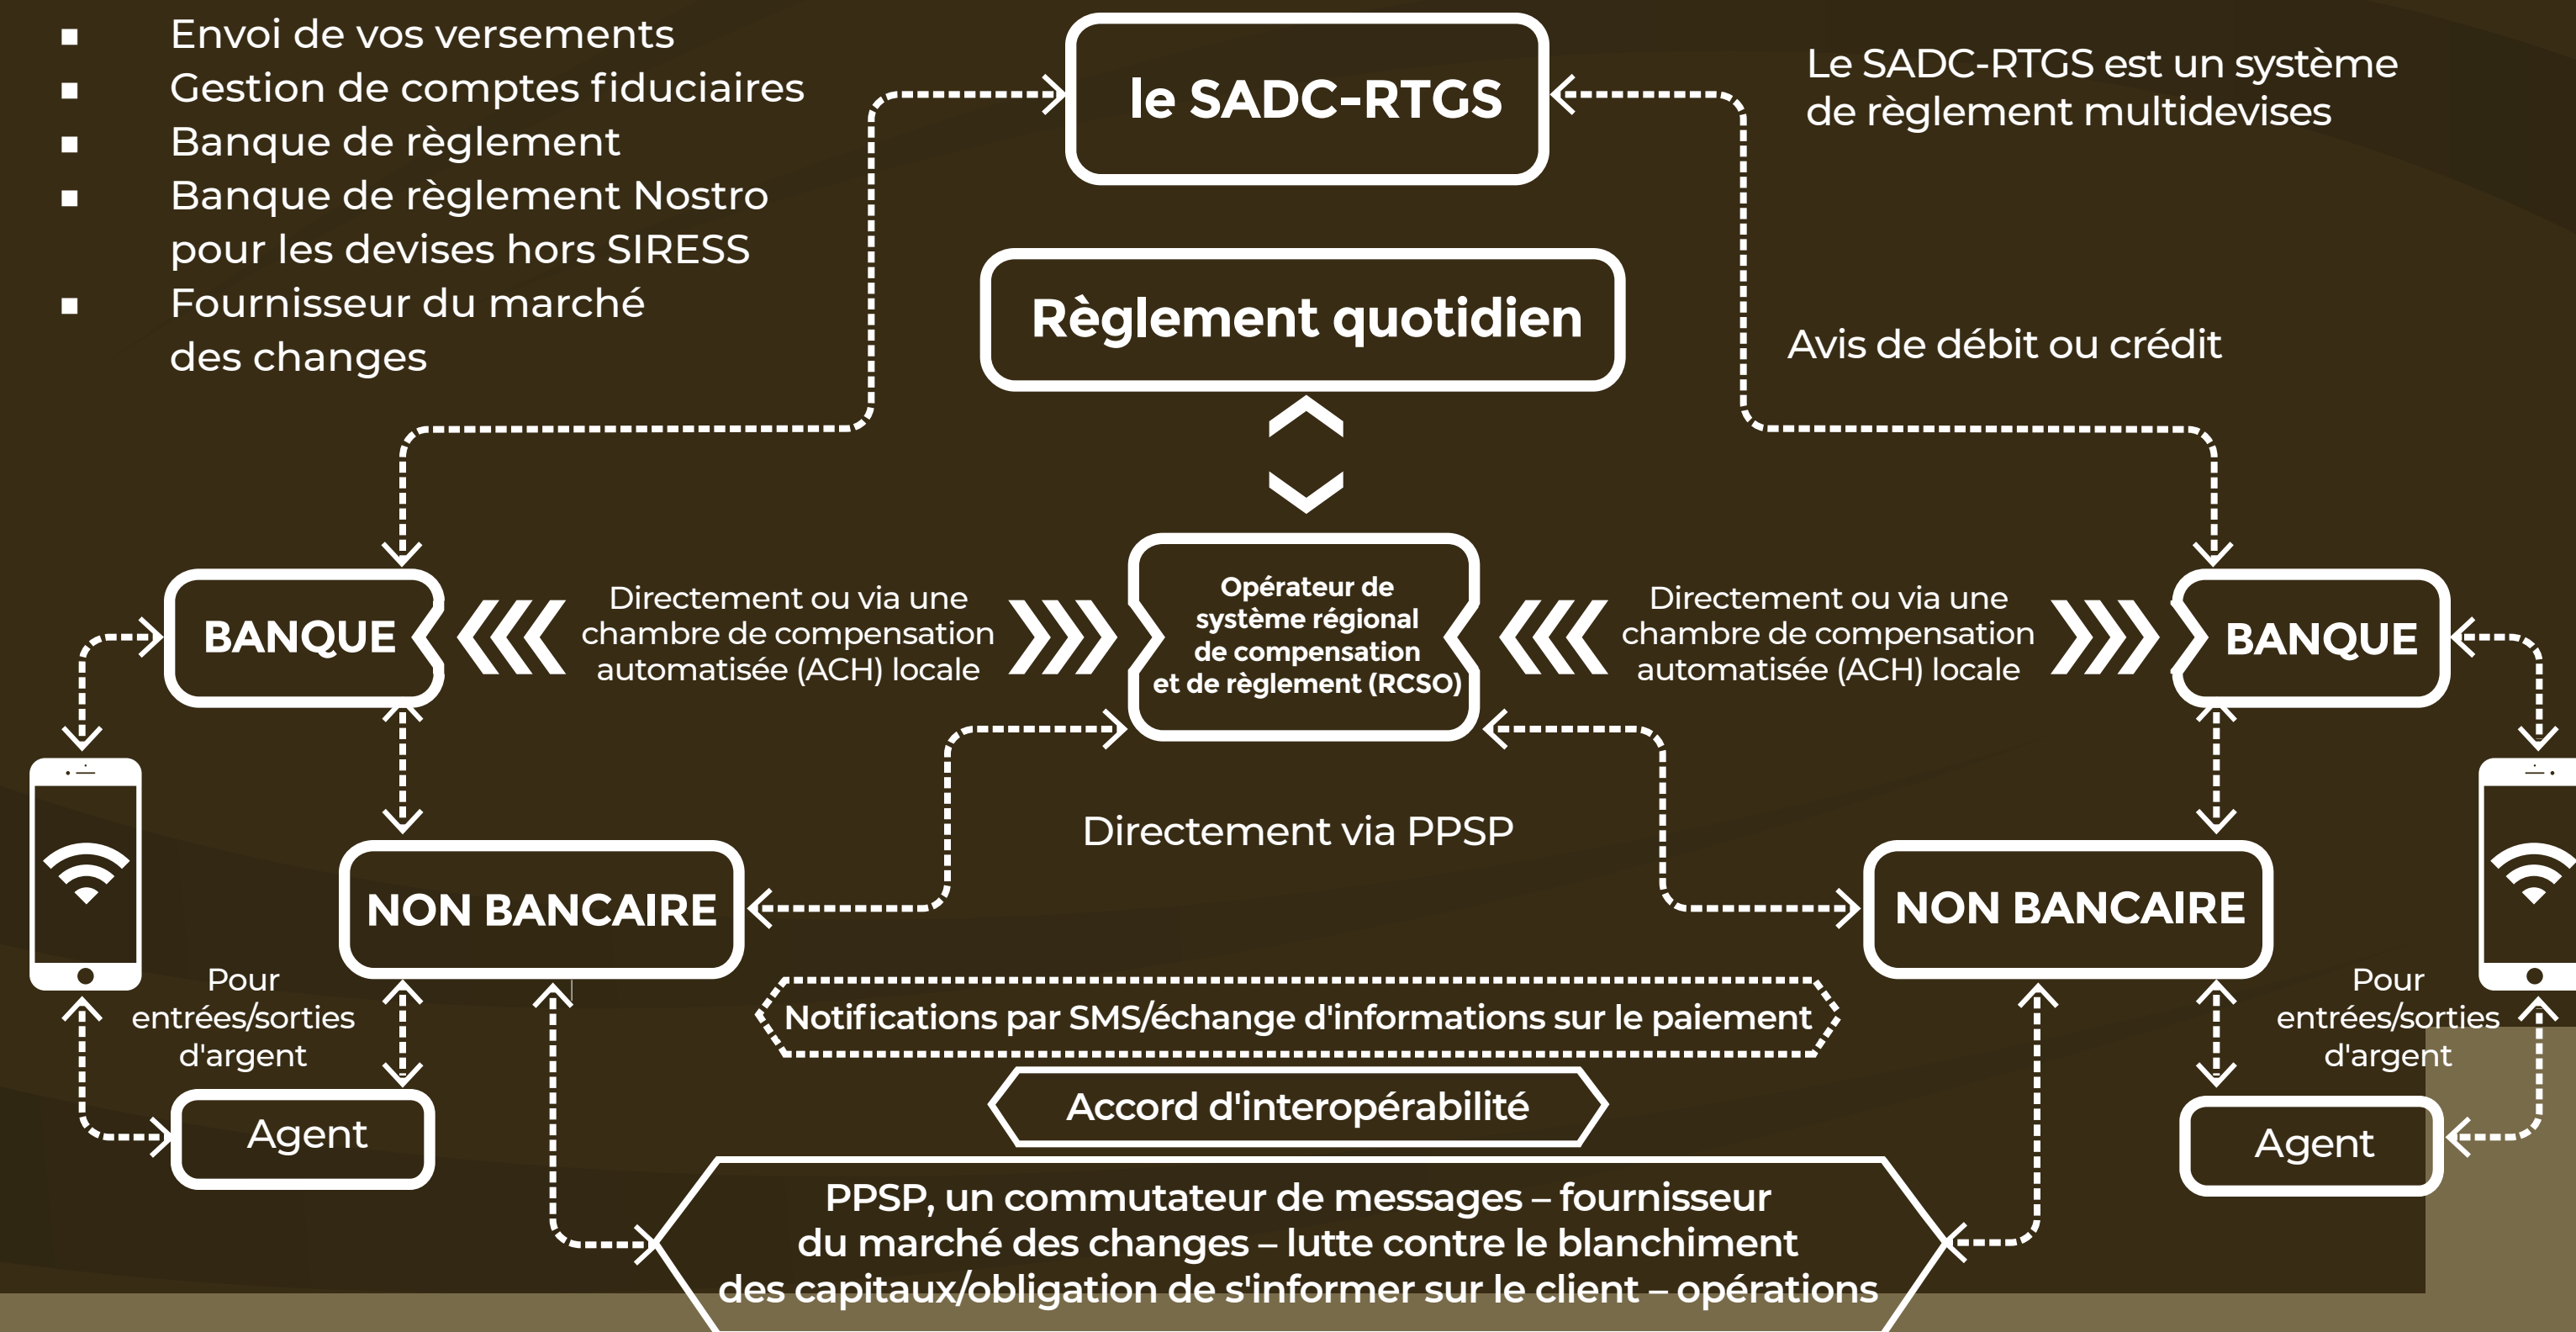 Envoi de vos versements
Gestion de comptes fiduciaires
Banque de règlement
Banque de règlement Nostro
pour les devises hors SIRESS
Fournisseur du marché
des changes
le SADC-RTGS
Le SADC-RTGS est un système
de règlement multidevises
Règlement quotidien
Avis de débit ou crédit
BANQUE
Directement ou via une
chambre de compensation
automatisée (ACH) locale
Opérateur de
système régional
de compensation
et de règlement (RCSO)
Directement ou via une
chambre de compensation
automatisée (ACH) locale
BANQUE
Directement via PPSP
NON BANCAIRE
NON BANCAIRE
Pour
entrées/sorties
d'argent
Pour
entrées/sorties
d'argent
Notifications par SMS/échange d'informations sur le paiement
Accord d'interopérabilité
Agent
Agent
PPSP, un commutateur de messages – fournisseur
du marché des changes – lutte contre le blanchiment
des capitaux/obligation de s'informer sur le client – opérations